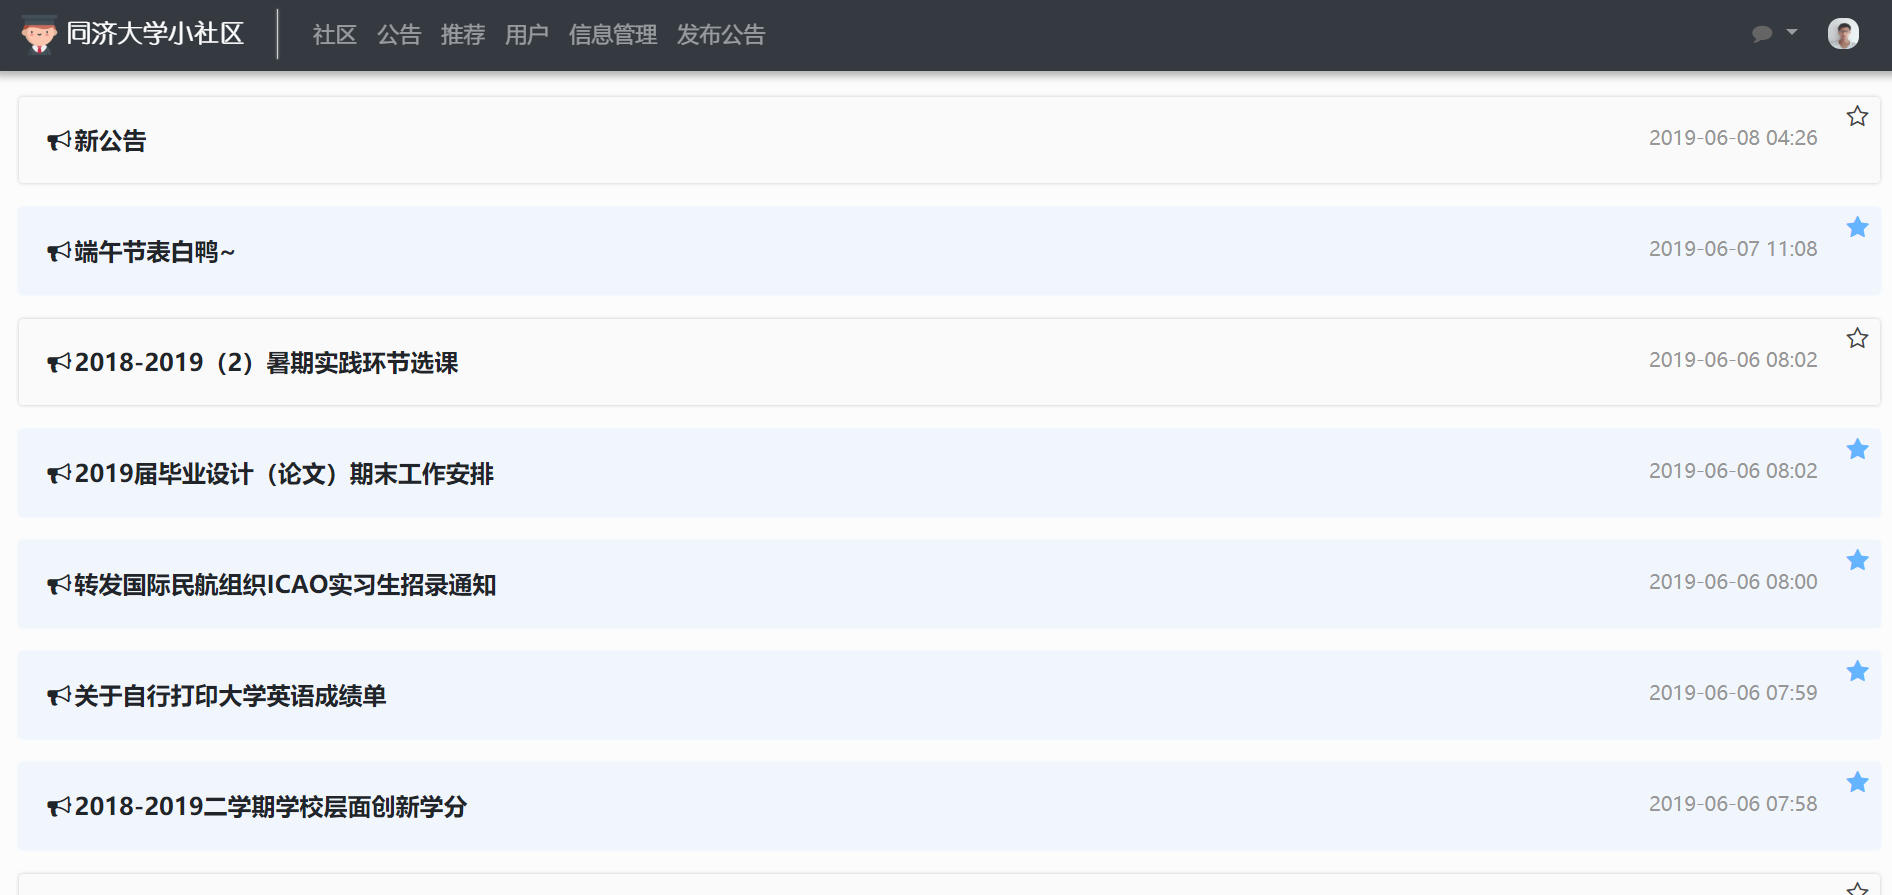 同济大学小社区 社区 公告 推荐 用户 信息管理 发布公告
新公告 2019-06-08 04:26
端午节表白鸭~ 2019-06-07 11:08
2018-2019（2）暑期实践环节选课 2019-06-06 08:02
2019届毕业设计（论文）期末工作安排 2019-06-06 08:02
转发国际民航组织ICAO实习生招录通知 2019-06-06 08:00
关于自行打印大学英语成绩单 2019-06-06 07:59
2018-2019二学期学校层面创新学分 2019-06-06 07:58